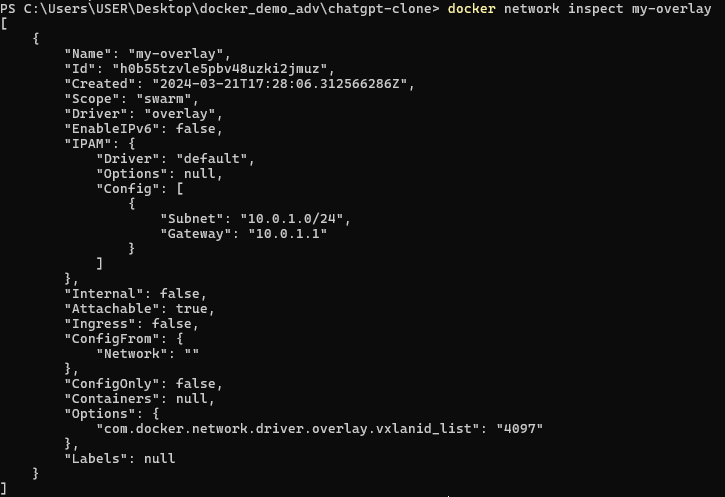 PS C:\Users\USER\Desktop\docker_demo_adv\chatgpt-clone> docker network inspect my-overlay
[
    {
        "Name": "my-overlay",
        "Id": "h0b55tzvle5pbv48uzki2jmuz",
        "Created": "2024-03-21T17:28:06.312566286Z",
        "Scope": "swarm",
        "Driver": "overlay",
        "EnableIPv6": false,
        "IPAM": {
            "Driver": "default",
            "Options": null,
            "Config": [
                {
                    "Subnet": "10.0.1.0/24",
                    "Gateway": "10.0.1.1"
                }
            ]
        },
        "Internal": false,
        "Attachable": true,
        "Ingress": false,
        "ConfigFrom": {
            "Network": ""
        },
        "ConfigOnly": false,
        "Containers": null,
        "Options": {
            "com.docker.network.driver.overlay.vxlanid_list": "4097"
        },
        "Labels": null
    }
]